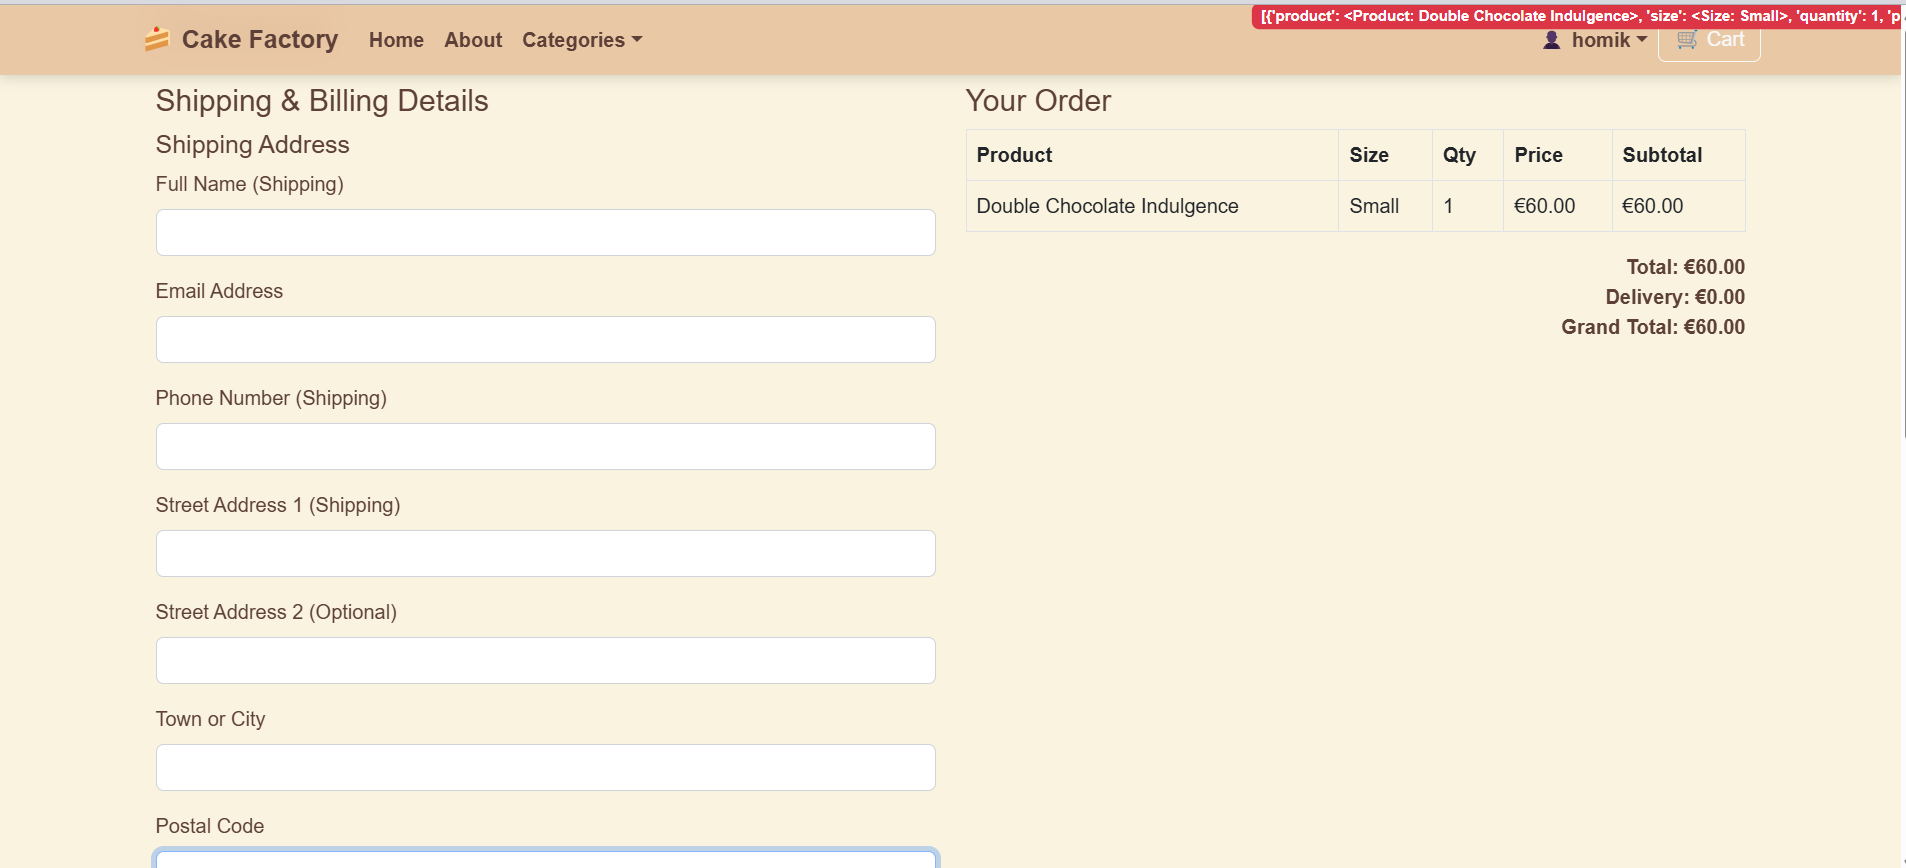 [{'product': <Product: Double Chocolate Indulgence>, 'size': <Size: Small>, 'quantity': 1, 'p
Cake Factory Home About Categories homik Cart
Shipping & Billing Details
Shipping Address
Full Name (Shipping)
Email Address
Phone Number (Shipping)
Street Address 1 (Shipping)
Street Address 2 (Optional)
Town or City
Postal Code
Your Order
Product Size Qty Price Subtotal
Double Chocolate Indulgence Small 1 €60.00 €60.00
Total: €60.00
Delivery: €0.00
Grand Total: €60.00